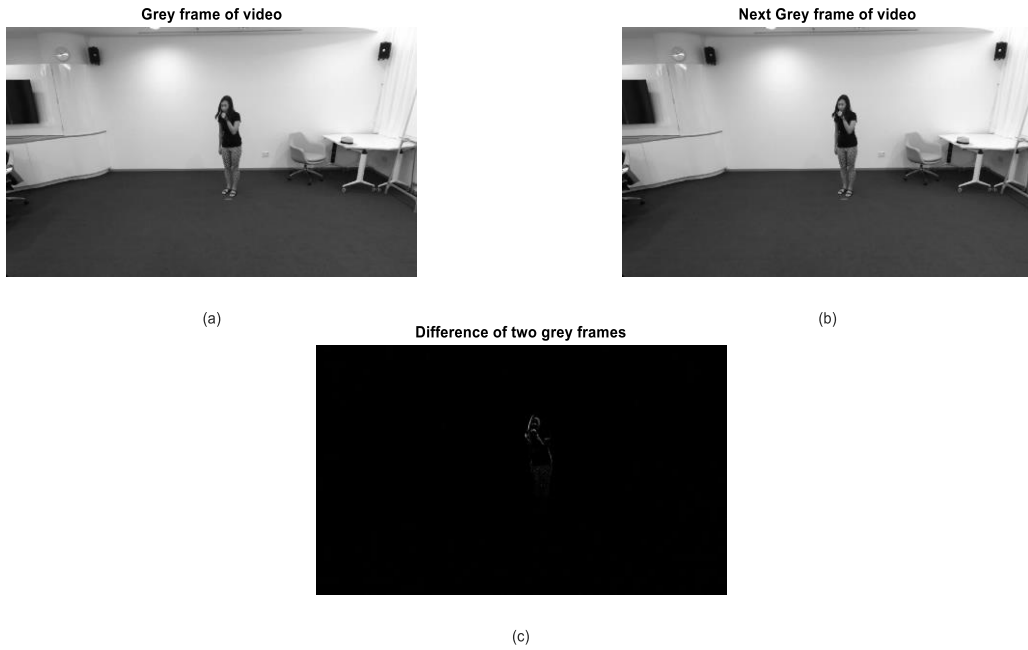 Grey frame of video
Next Grey frame of video
(a)
(b)
Difference of two grey frames
(c)